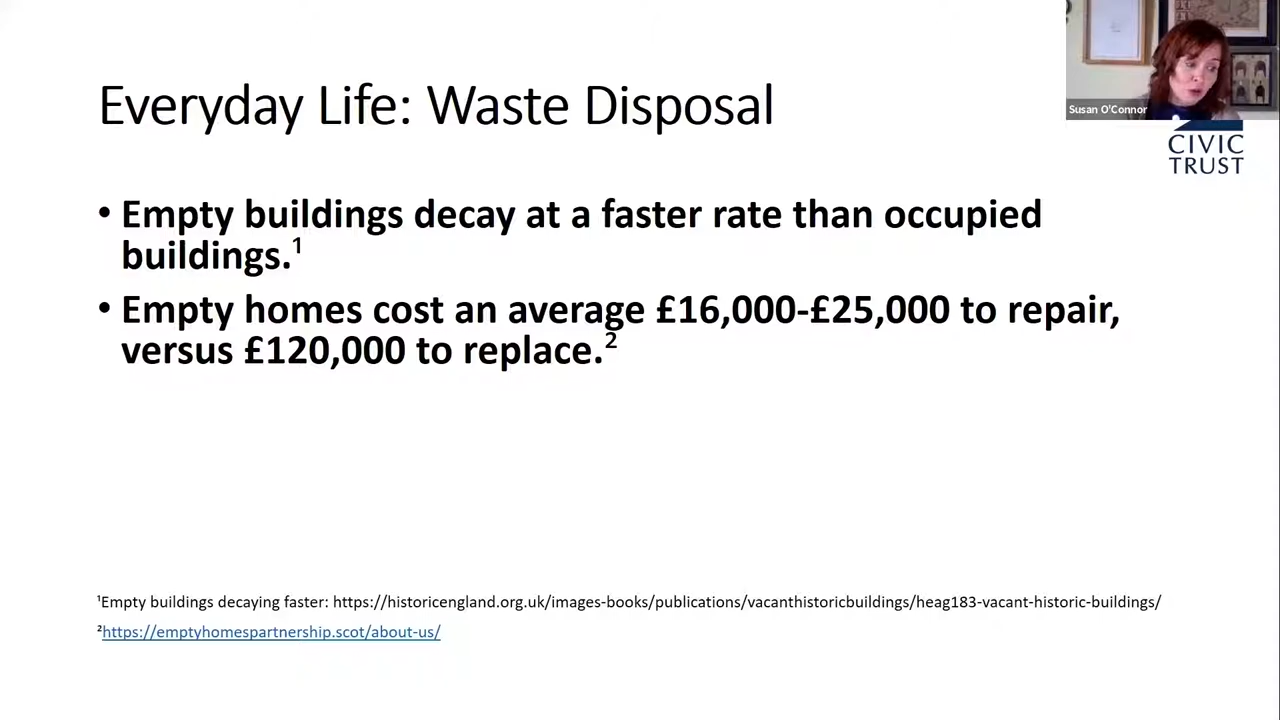 Everyday Life: Waste Disposal
Susan O'Connor
CIVIC
TRUST
• Empty buildings decay at a faster rate than occupied
buildings.¹
• Empty homes cost an average £16,000-£25,000 to repair,
versus £120,000 to replace.²
¹Empty buildings decaying faster: https://historicengland.org.uk/images-books/publications/vacanthistoricbuildings/heag183-vacant-historic-buildings/
²https://emptyhomespartnership.scot/about-us/